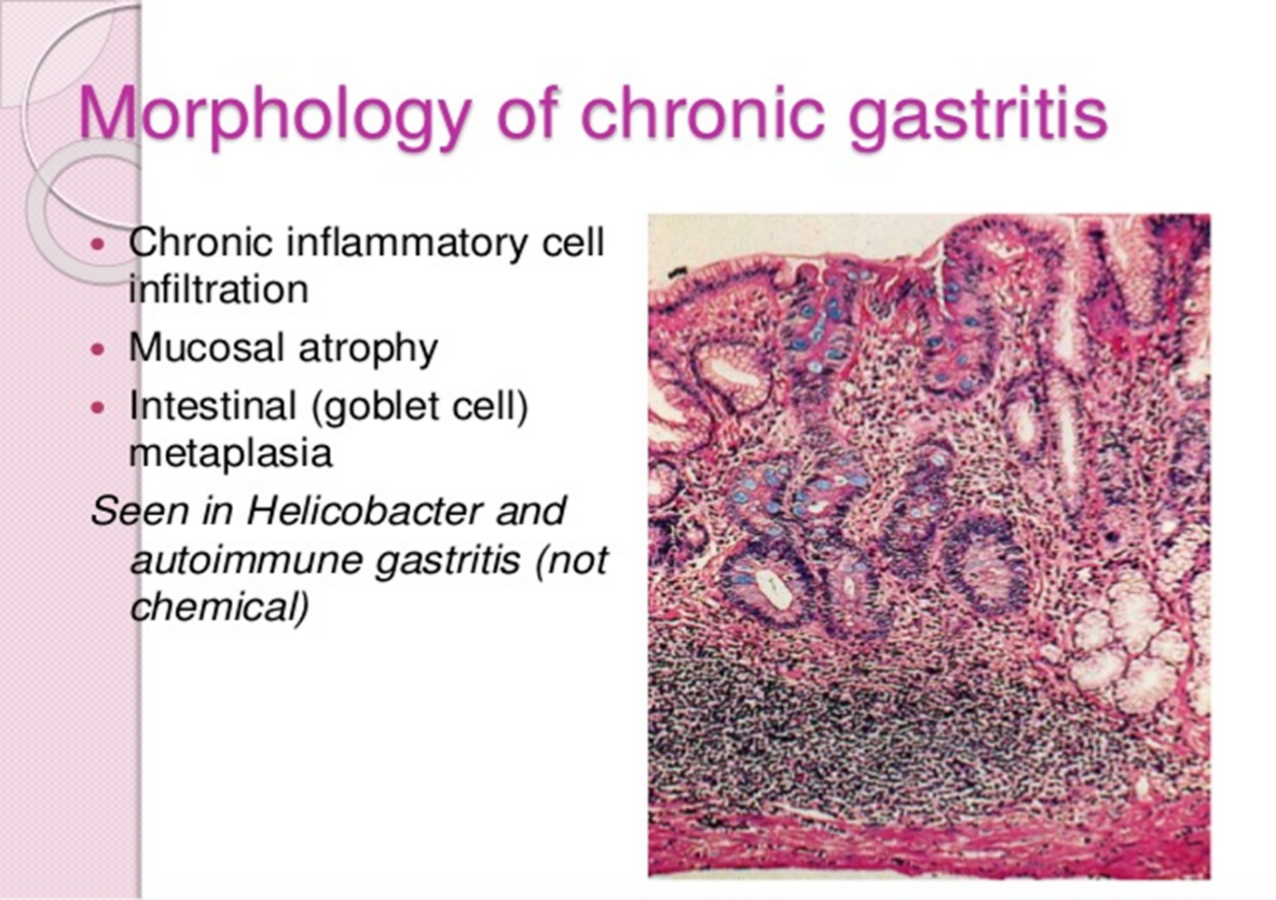 Morphology of chronic gastritis
• Chronic inflammatory cell
infiltration
• Mucosal atrophy
• Intestinal (goblet cell)
metaplasia
Seen in Helicobacter and
autoimmune gastritis (not
chemical)